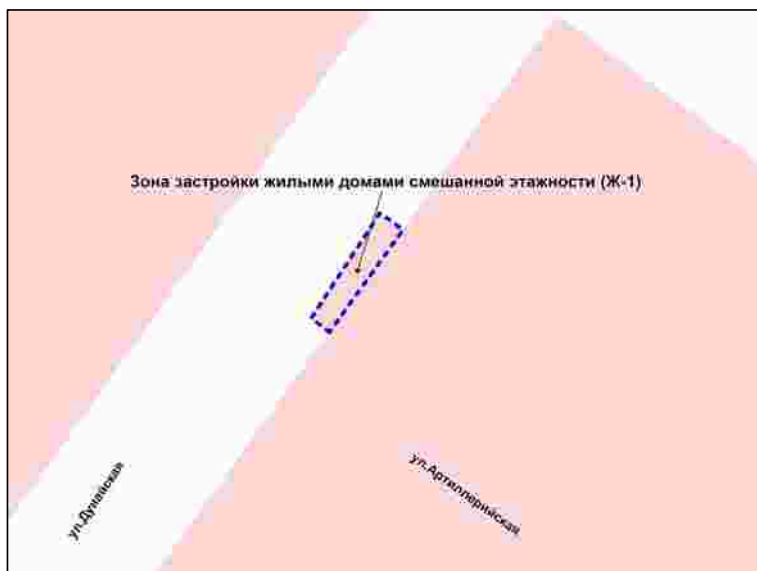 Зона застройки жилыми домами смешанной этажности (Ж-1)
ул.Дунайская
ул.Артиллерийская